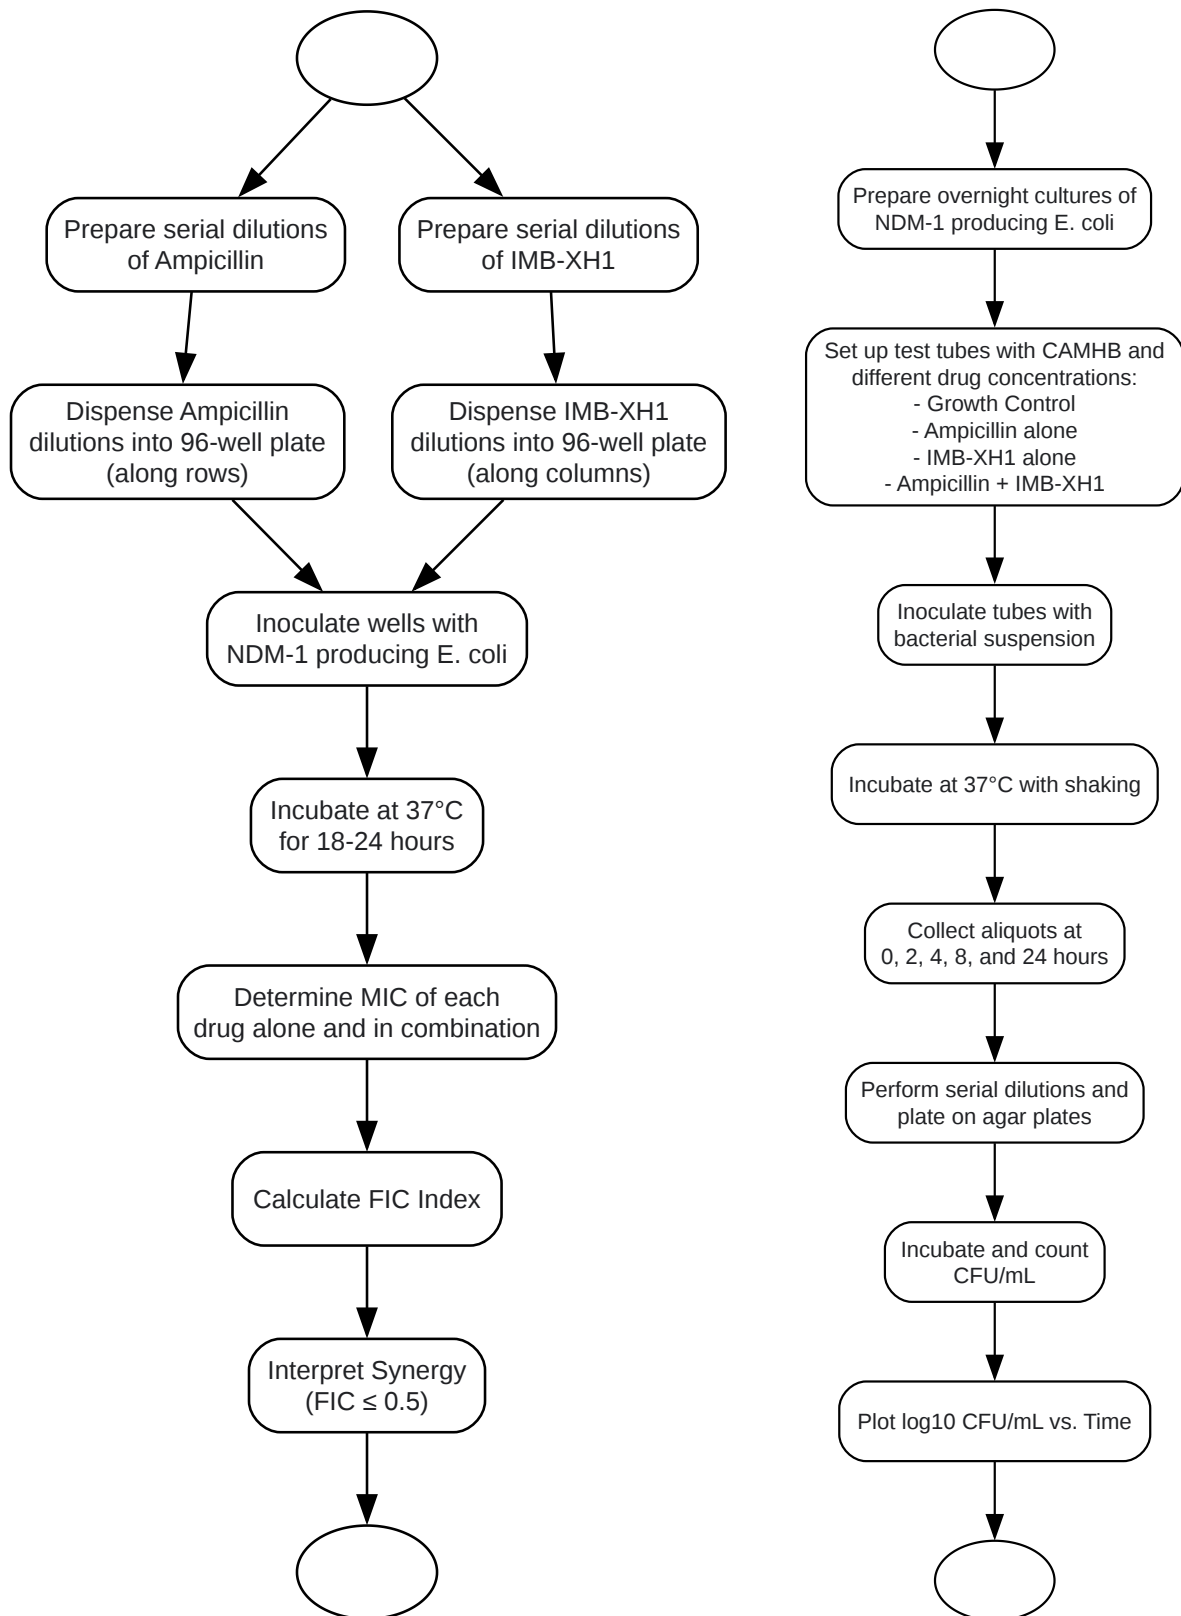 Prepare serial dilutions
of Ampicillin
Prepare serial dilutions
of IMB-XH1
Dispense Ampicillin
dilutions into 96-well plate
(along rows)
Dispense IMB-XH1
dilutions into 96-well plate
(along columns)
Inoculate wells with
NDM-1 producing E. coli
Incubate at 37°C
for 18-24 hours
Determine MIC of each
drug alone and in combination
Calculate FIC Index
Interpret Synergy
(FIC ≤ 0.5)
Prepare overnight cultures of
NDM-1 producing E. coli
Set up test tubes with CAMHB and
different drug concentrations:
- Growth Control
- Ampicillin alone
- IMB-XH1 alone
- Ampicillin + IMB-XH1
Inoculate tubes with
bacterial suspension
Incubate at 37°C with shaking
Collect aliquots at
0, 2, 4, 8, and 24 hours
Perform serial dilutions and
plate on agar plates
Incubate and count
CFU/mL
Plot log10 CFU/mL vs. Time